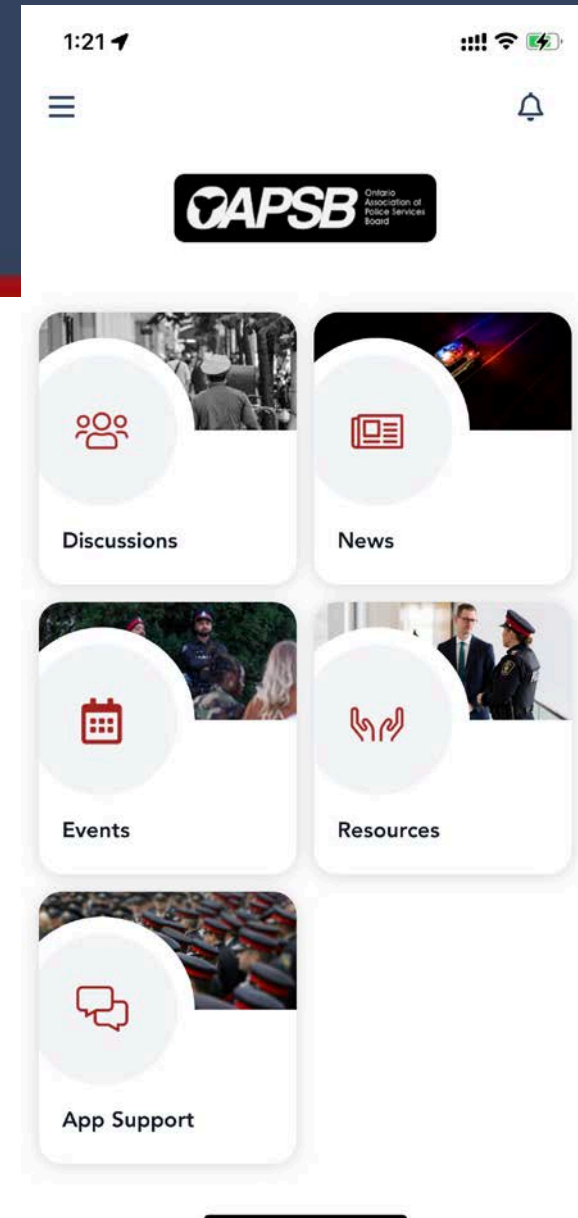 1:21
OAPSB
Ontario
Association of
Police Services
Board
Discussions
News
Events
Resources
App Support